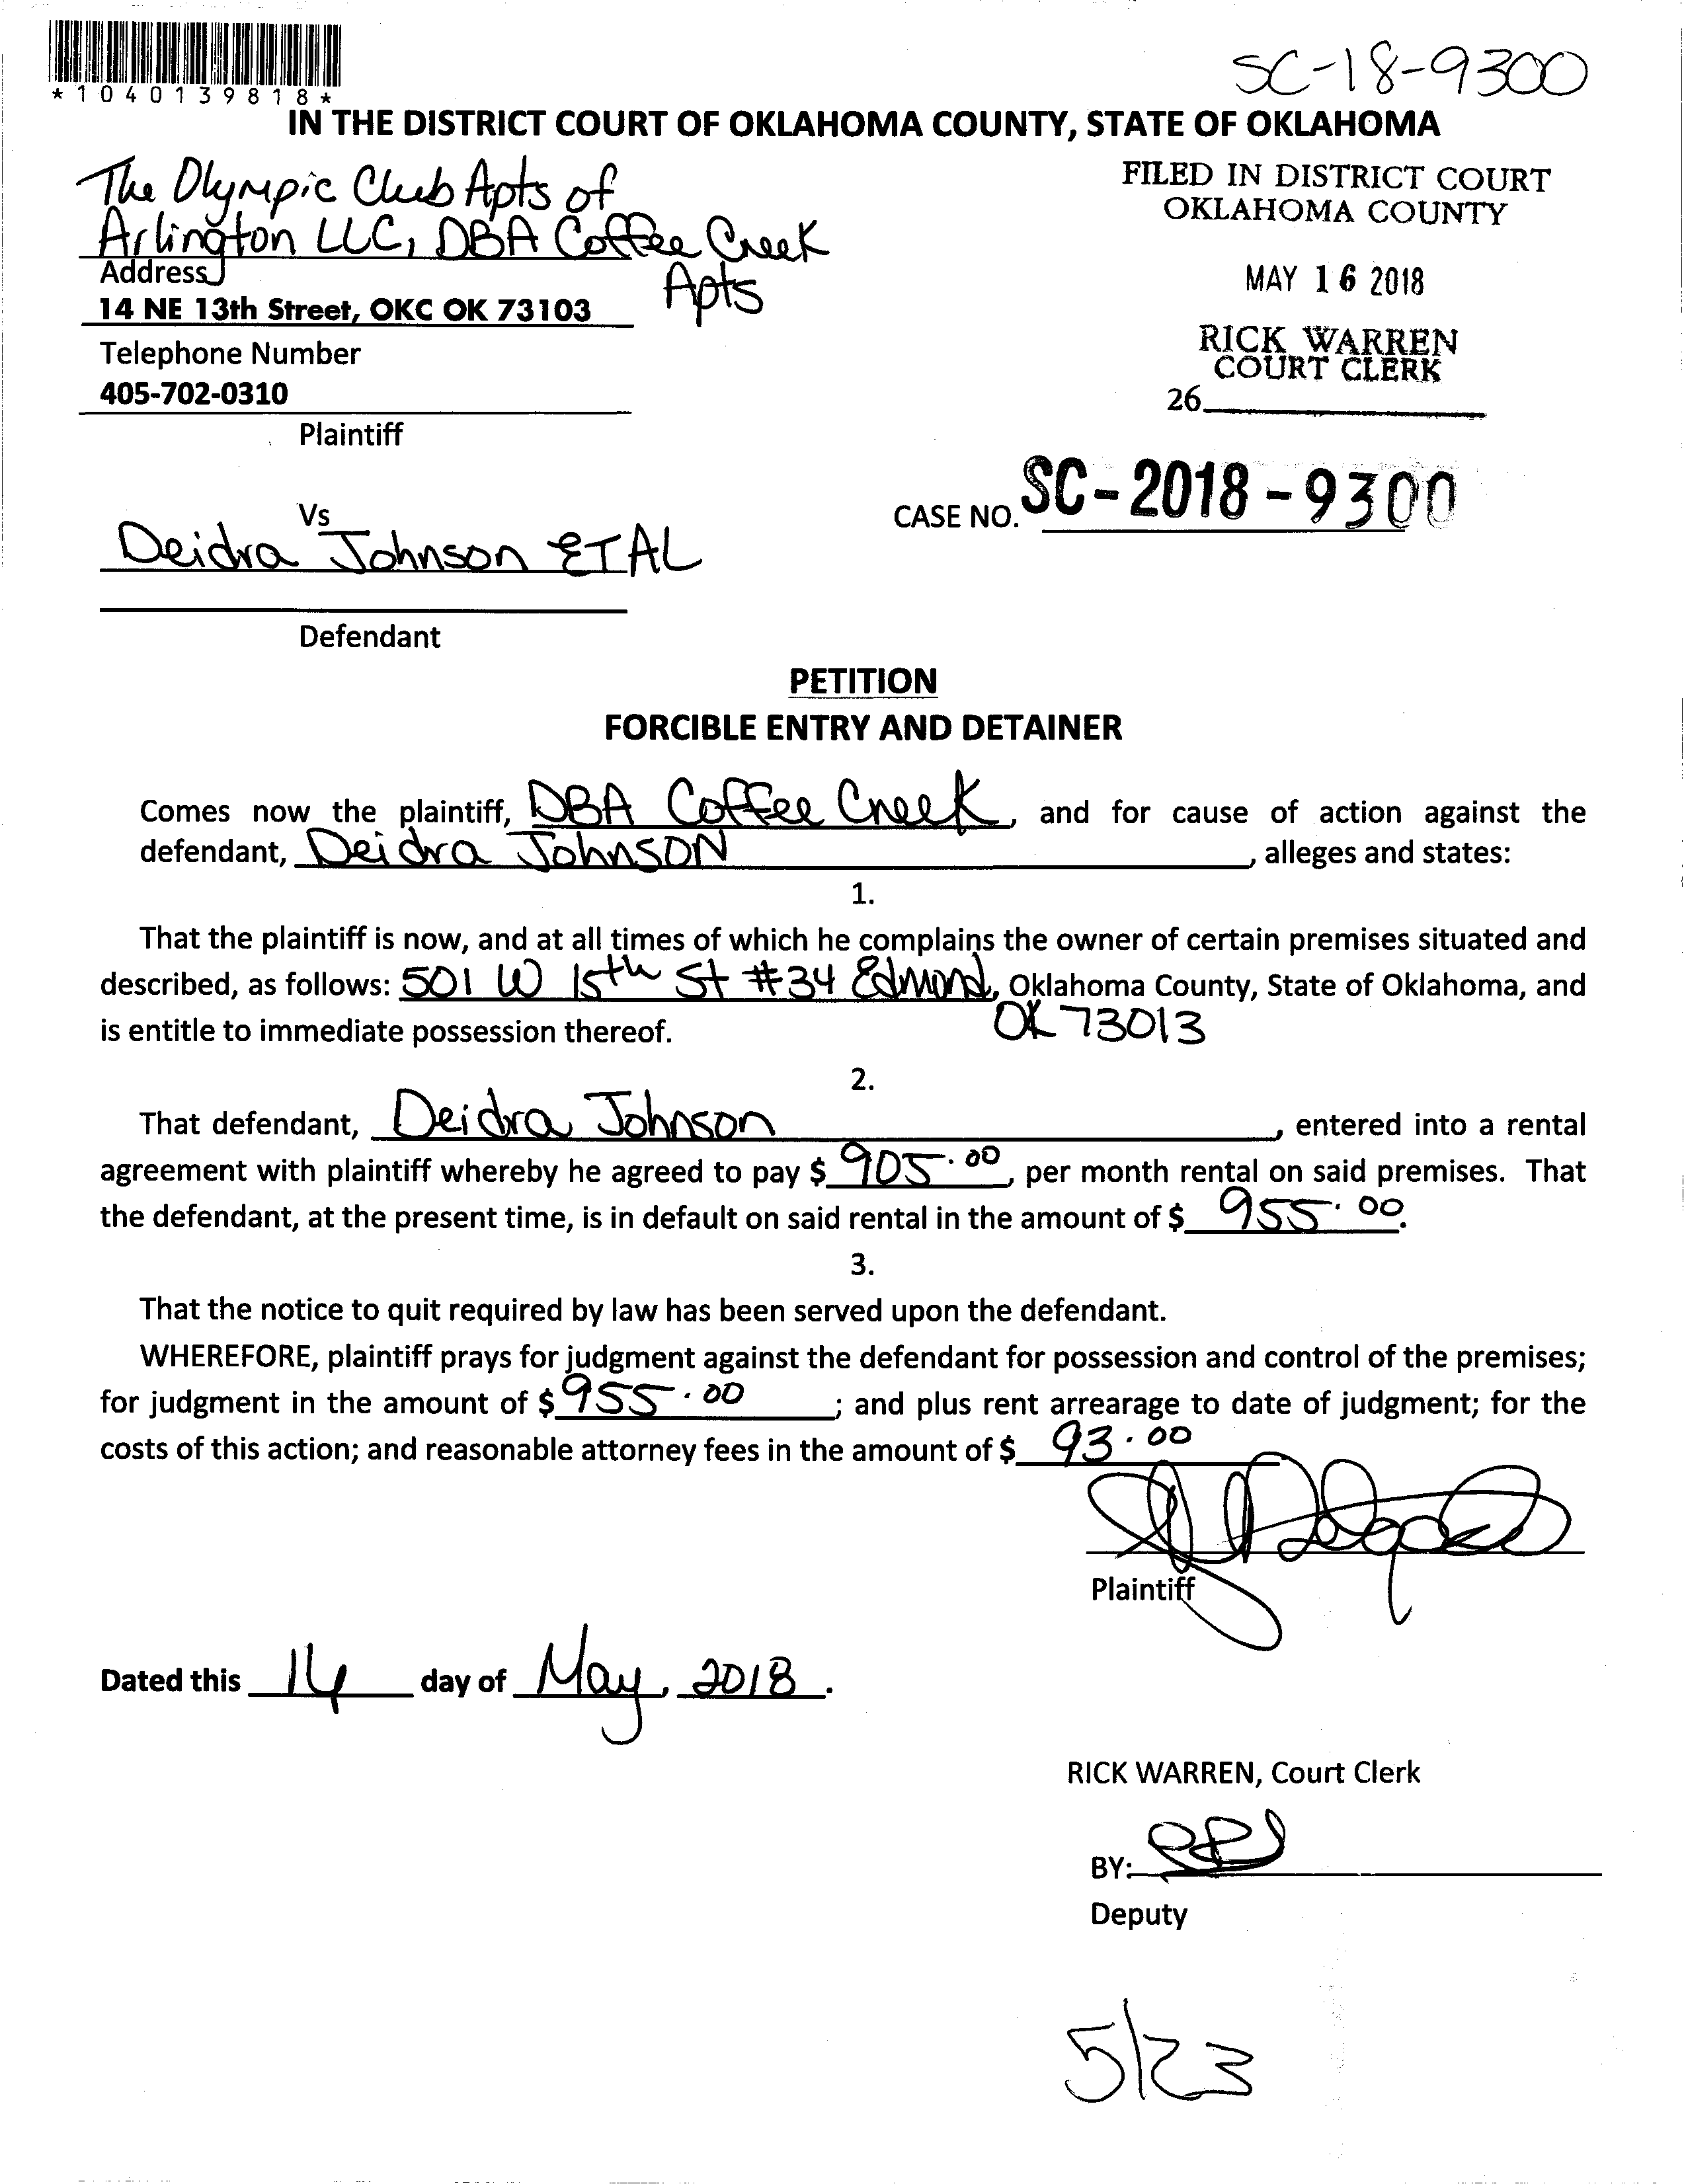 SC-18-9300
*1040139818*
IN THE DISTRICT COURT OF OKLAHOMA COUNTY, STATE OF OKLAHOMA
The Olympic Club Apts of
Arlington LLC, DBA Coffee Creek
Apts
Address
14 NE 13th Street, OKC OK 73103
Telephone Number
405-702-0310
Plaintiff
FILED IN DISTRICT COURT
OKLAHOMA COUNTY
MAY 16 2018
RICK WARREN
COURT CLERK
26
Vs
Deidra Johnson ETAL
Defendant
CASE NO. SC-2018-9300
PETITION
FORCIBLE ENTRY AND DETAINER
Comes now the plaintiff, DBA Coffee Creek, and for cause of action against the
defendant, Deidra Johnson, alleges and states:
1.
That the plaintiff is now, and at all times of which he complains the owner of certain premises situated and
described, as follows: 501 W 15th St #34 Edmond, Oklahoma County, State of Oklahoma, and
OK 73013
is entitle to immediate possession thereof.
2.
That defendant, Deidra Johnson, entered into a rental
agreement with plaintiff whereby he agreed to pay $ 905.00, per month rental on said premises. That
the defendant, at the present time, is in default on said rental in the amount of $ 955.00.
3.
That the notice to quit required by law has been served upon the defendant.
WHEREFORE, plaintiff prays for judgment against the defendant for possession and control of the premises;
for judgment in the amount of $ 955.00 ; and plus rent arrearage to date of judgment; for the
costs of this action; and reasonable attorney fees in the amount of $ 93.00
Plaintiff
Dated this 14 day of May, 2018.
RICK WARREN, Court Clerk
BY:
Deputy
5/23